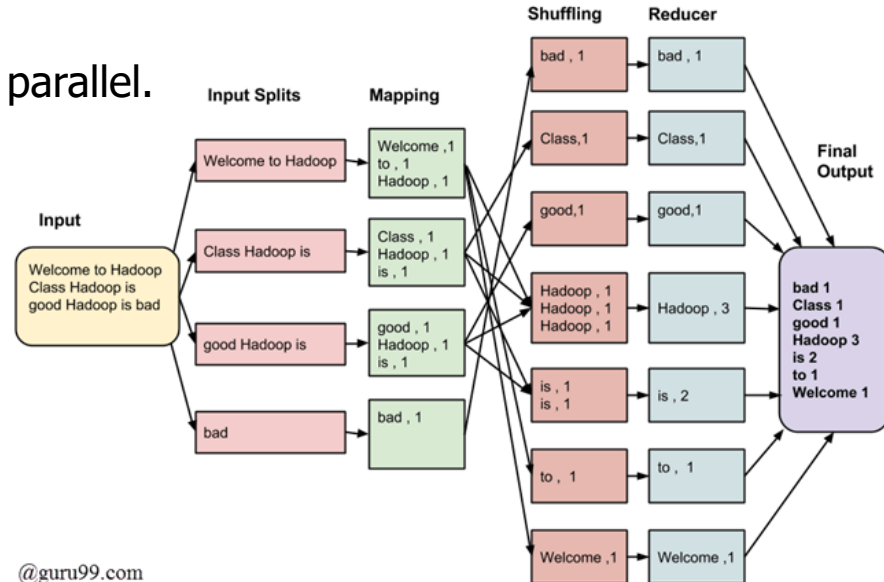 parallel.
Input
Welcome to Hadoop
Class Hadoop is
good Hadoop is bad
Input Splits
Welcome to Hadoop
Class Hadoop is
good Hadoop is
bad
Mapping
Welcome ,1
to , 1
Hadoop , 1
Class , 1
Hadoop , 1
is , 1
good , 1
Hadoop , 1
is , 1
bad , 1
Shuffling
bad , 1
Class,1
good,1
Hadoop , 1
Hadoop , 1
Hadoop , 1
is , 1
is , 1
to , 1
Welcome ,1
Reducer
bad , 1
Class,1
good,1
Hadoop , 3
is , 2
to , 1
Welcome ,1
Final
Output
bad 1
Class 1
good 1
Hadoop 3
is 2
to 1
Welcome 1
@guru99.com